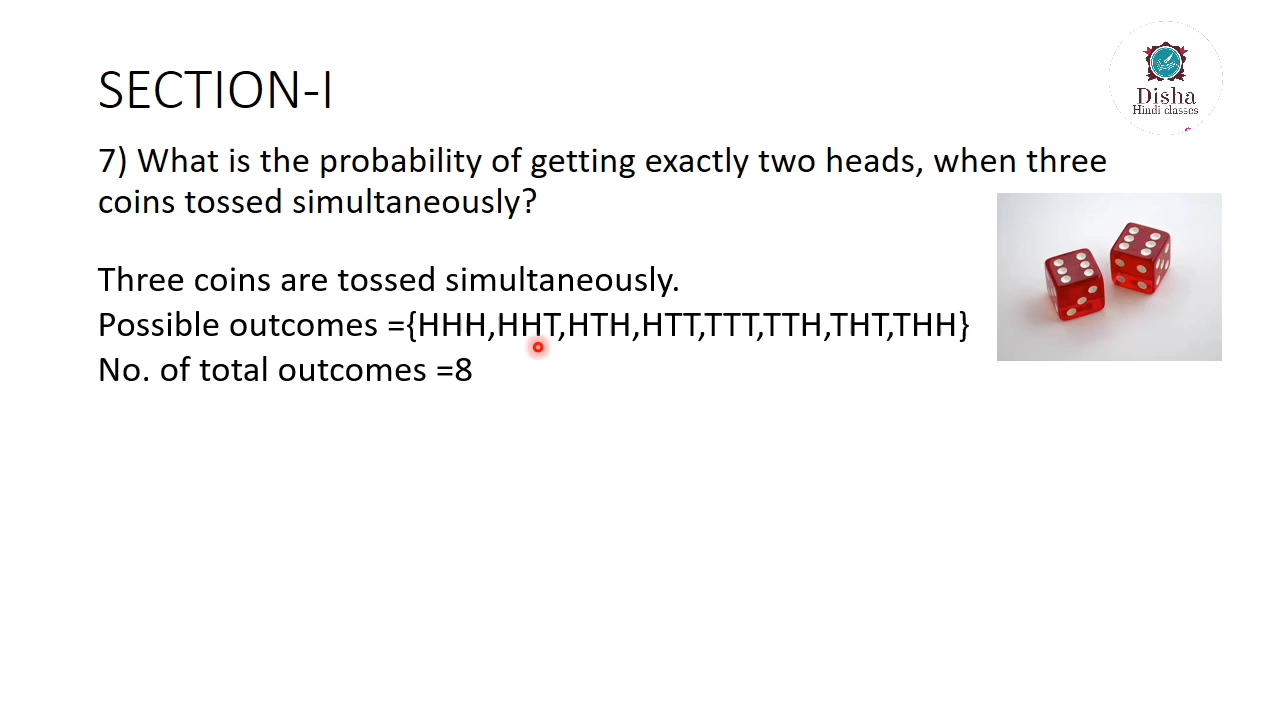 SECTION-I
Disha
Hindi classes
7) What is the probability of getting exactly two heads, when three
coins tossed simultaneously?
Three coins are tossed simultaneously.
Possible outcomes ={HHH,HHT,HTH,HTT,TTT,TTH,THT,THH}
No. of total outcomes =8